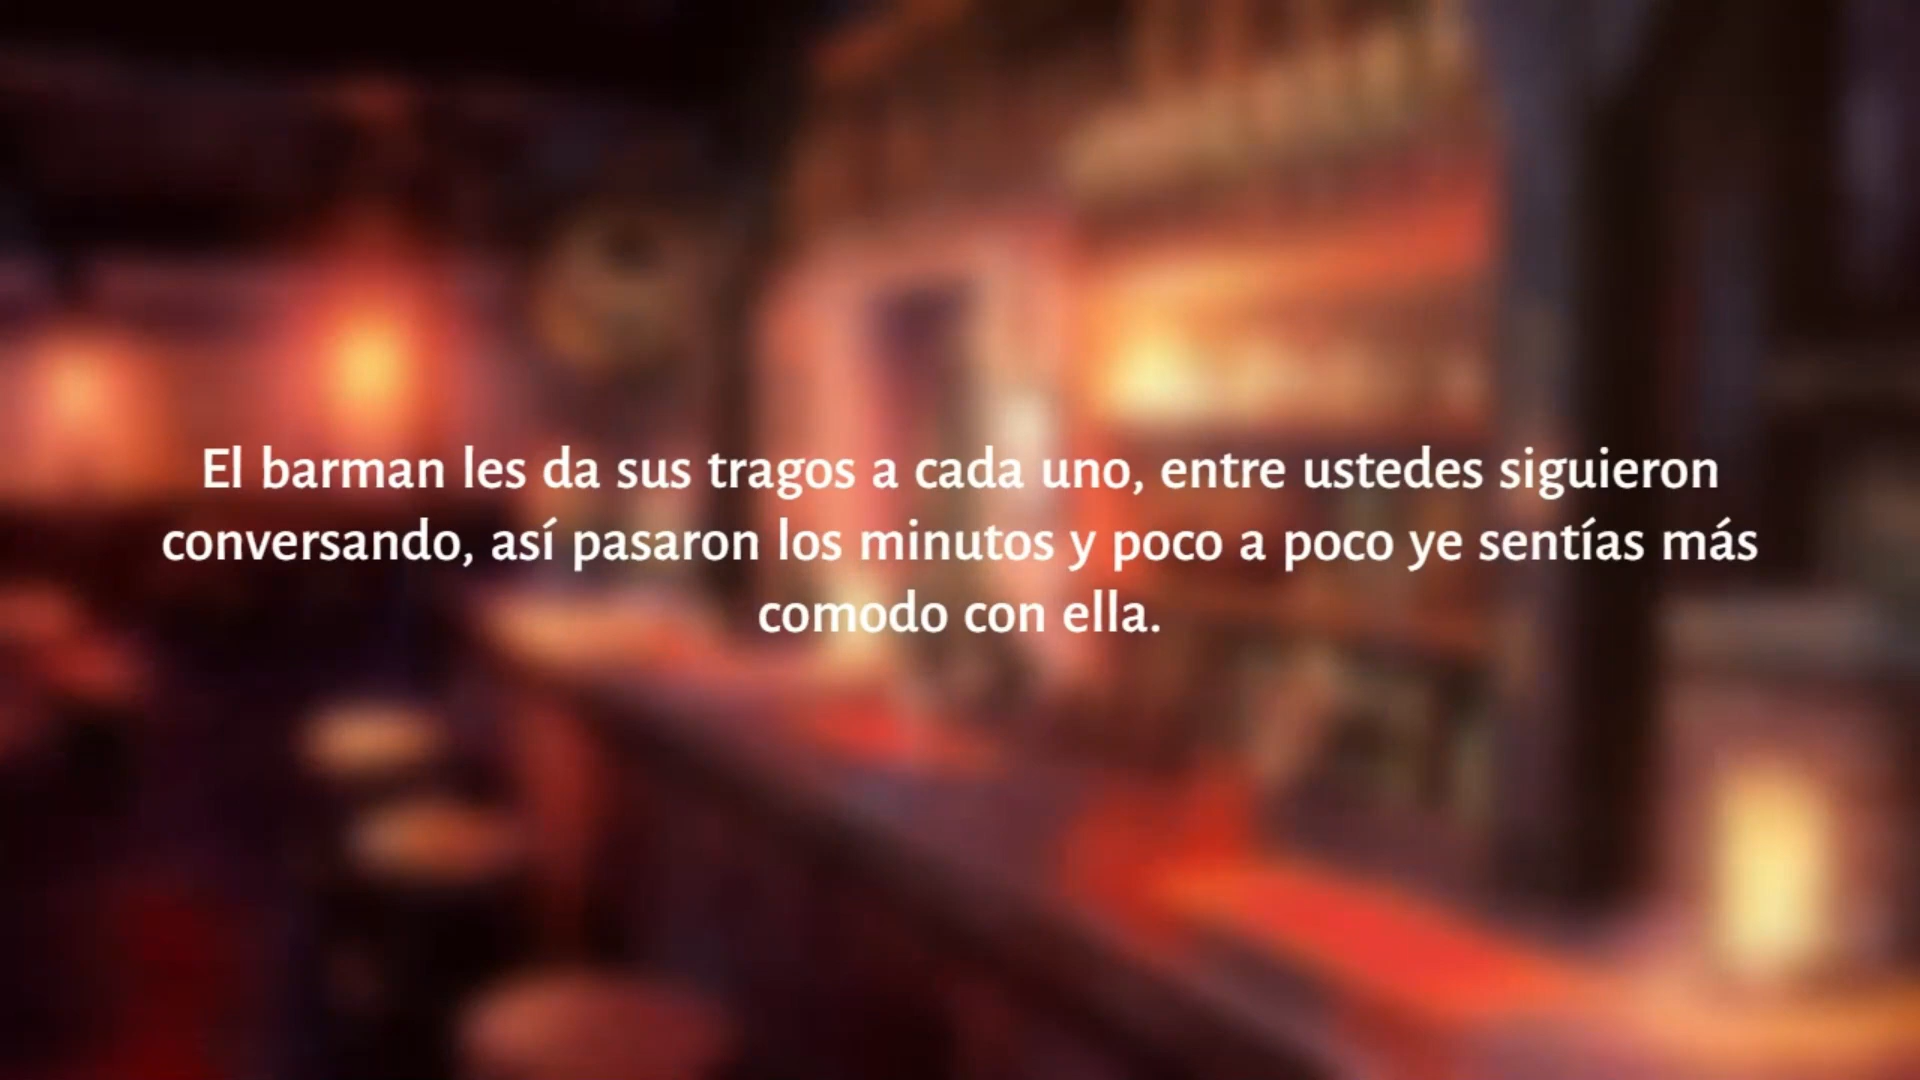 El barman les da sus tragos a cada uno, entre ustedes siguieron
conversando, así pasaron los minutos y poco a poco ye sentías más
comodo con ella.